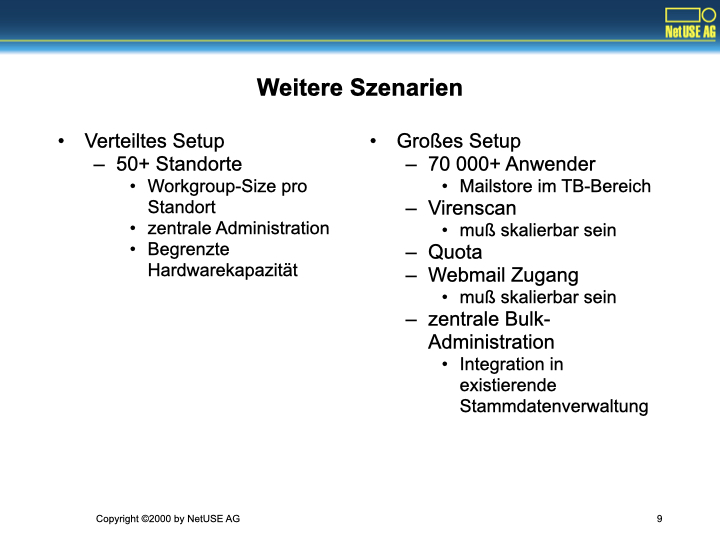 NetUSE AG
Weitere Szenarien
• Verteiltes Setup
– 50+ Standorte
• Workgroup-Size pro
Standort
• zentrale Administration
• Begrenzte
Hardwarekapazität
• Großes Setup
– 70 000+ Anwender
• Mailstore im TB-Bereich
– Virenscan
• muß skalierbar sein
– Quota
– Webmail Zugang
• muß skalierbar sein
– zentrale Bulk-
Administration
• Integration in
existierende
Stammdatenverwaltung
Copyright ©2000 by NetUSE AG
9